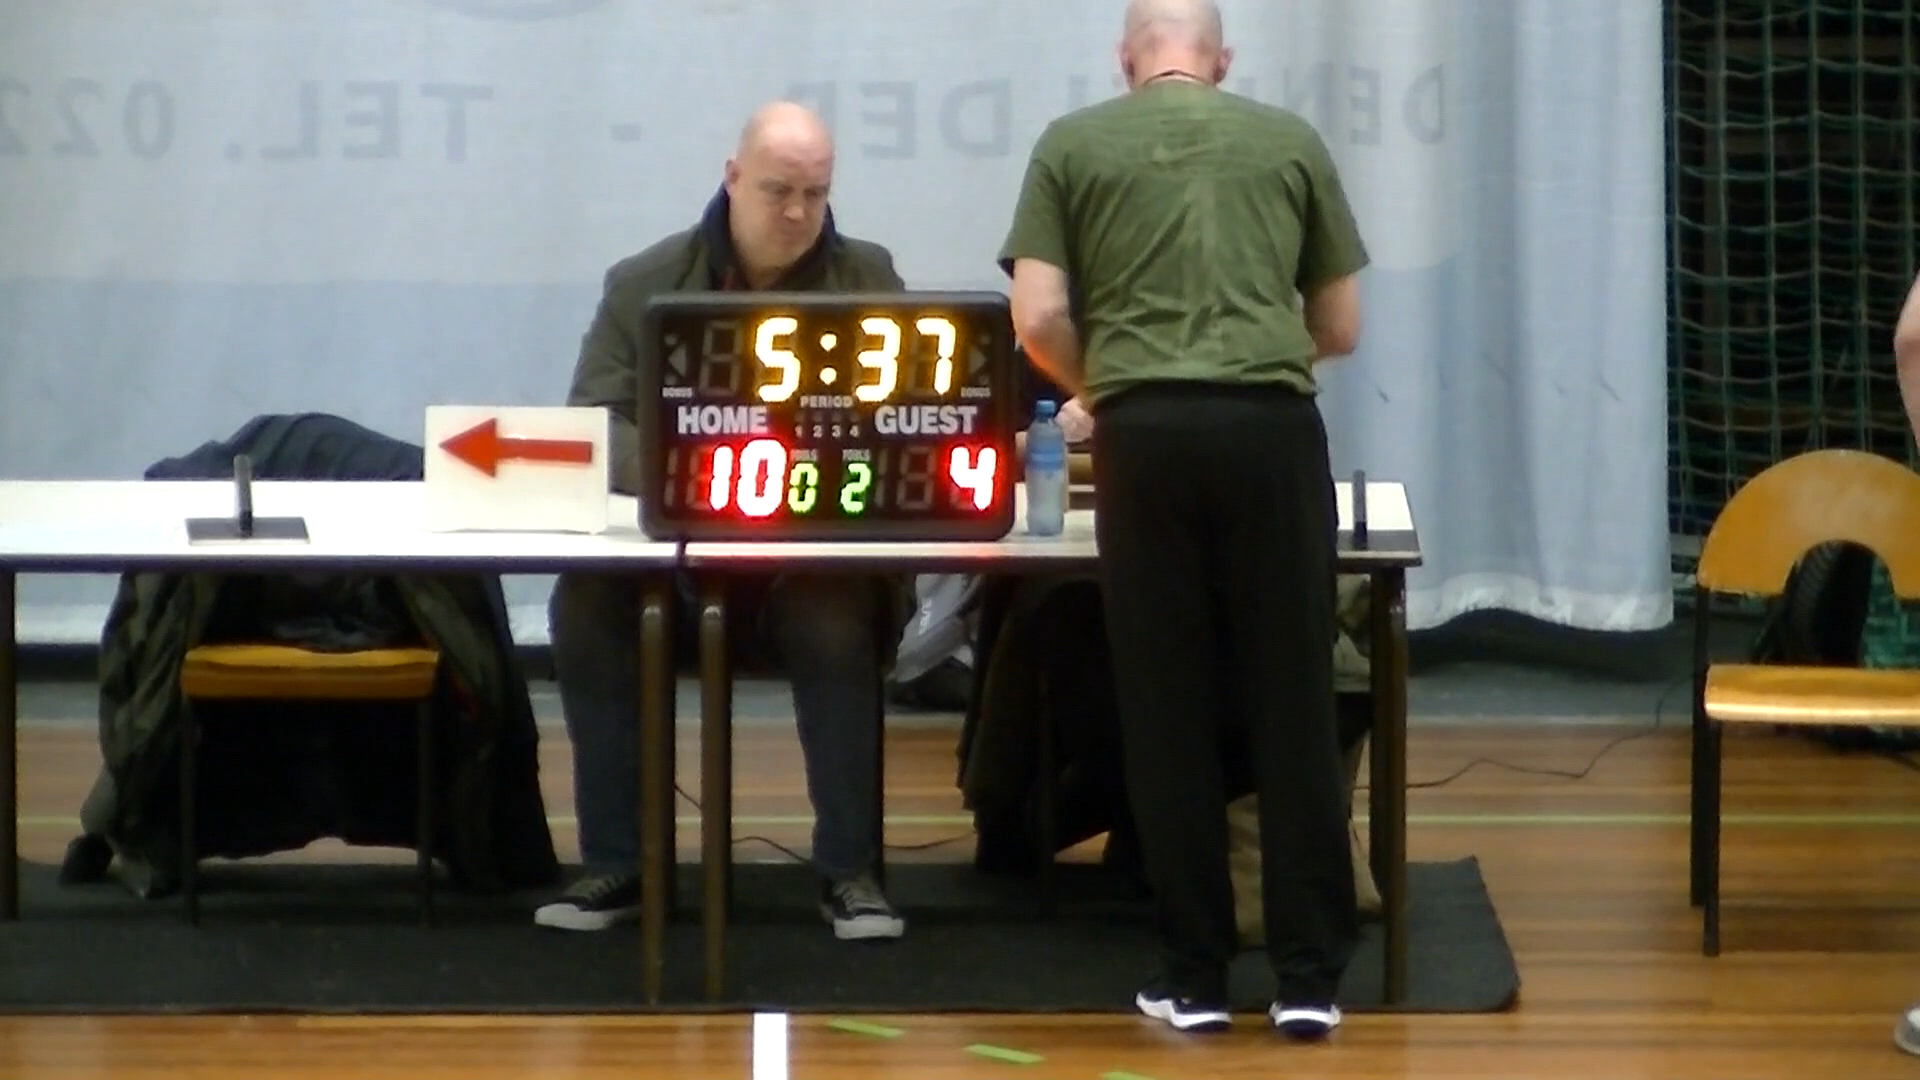 022 TEL. - DEN DER
5:37
BONUS PERIOD BONUS
HOME GUEST
1 2 3 4
FOULS FOULS
10 0 2 4